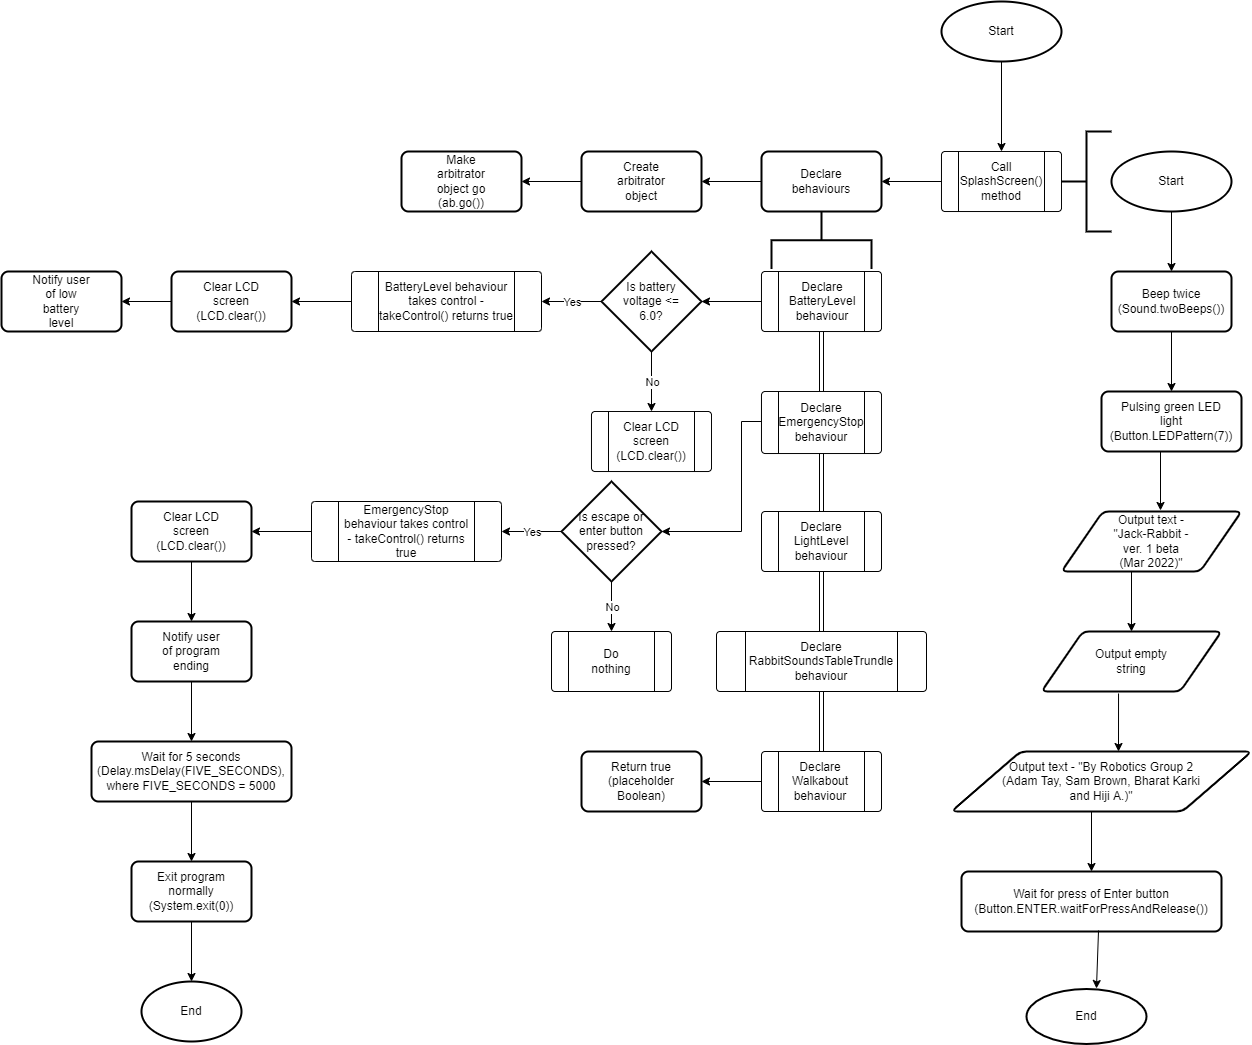 Start
Make
arbitrator
object go
(ab.go())
Create
arbitrator
object
Declare
behaviours
Call
SplashScreen()
method
Start
Notify user
of low
battery
level
Clear LCD
screen
(LCD.clear())
BatteryLevel behaviour
takes control -
takeControl() returns true
Yes
Is battery
voltage <=
6.0?
Declare
BatteryLevel
behaviour
Beep twice
(Sound.twoBeeps())
No
Clear LCD
screen
(LCD.clear())
Declare
EmergencyStop
behaviour
Pulsing green LED
light
(Button.LEDPattern(7))
Clear LCD
screen
(LCD.clear())
EmergencyStop
behaviour takes control
- takeControl() returns
true
Yes
Is escape or
enter button
pressed?
Declare
LightLevel
behaviour
Output text -
"Jack-Rabbit -
ver. 1 beta
(Mar 2022)"
No
Notify user
of program
ending
Do
nothing
Declare
RabbitSoundsTableTrundle
behaviour
Output empty
string
Wait for 5 seconds
(Delay.msDelay(FIVE_SECONDS),
where FIVE_SECONDS = 5000
Return true
(placeholder
Boolean)
Declare
Walkabout
behaviour
Output text - "By Robotics Group 2
(Adam Tay, Sam Brown, Bharat Karki
and Hiji A.)"
Exit program
normally
(System.exit(0))
Wait for press of Enter button
(Button.ENTER.waitForPressAndRelease())
End
End